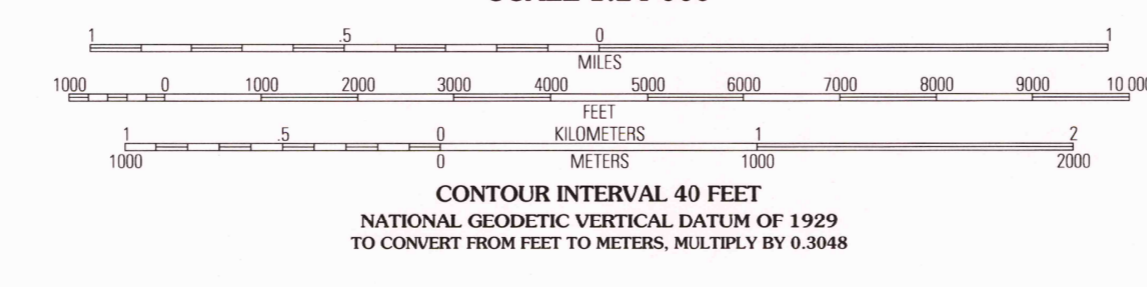 1 .5 0 1
MILES
1000 0 1000 2000 3000 4000 5000 6000 7000 8000 9000 10 000
FEET
1 .5 0 KILOMETERS 1 2
1000 0 METERS 1000 2000
CONTOUR INTERVAL 40 FEET
NATIONAL GEODETIC VERTICAL DATUM OF 1929
TO CONVERT FROM FEET TO METERS, MULTIPLY BY 0.3048